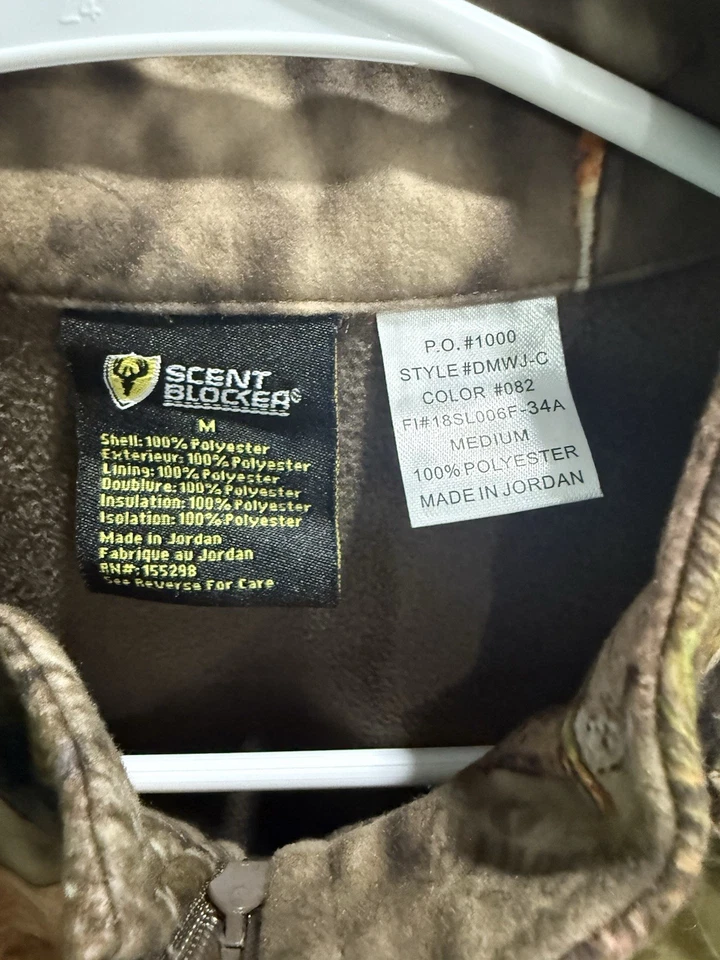 SCENT
BLOCKER®
M
Shell: 100% Polyester
Exterieur: 100% Polyester
Lining: 100% Polyester
Doublure: 100% Polyester
Insulation: 100% Polyester
Isolation: 100% Polyester
Made in Jordan
Fabrique au Jordan
RN#: 155298
See Reverse For Care
P.O.#1000
STYLE#DMWJ-C
COLOR #082
FI#18SL006F-34A
MEDIUM
100%POLYESTER
MADE IN JORDAN